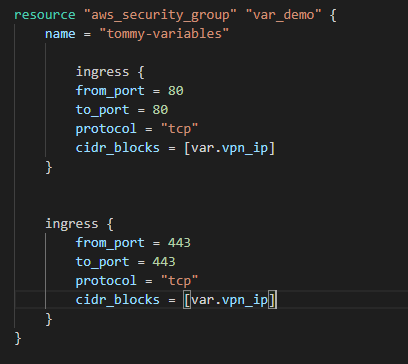 resource "aws_security_group" "var_demo" {
    name = "tommy-variables"

        ingress {
        from_port = 80
        to_port = 80
        protocol = "tcp"
        cidr_blocks = [var.vpn_ip]
    }


    ingress {
        from_port = 443
        to_port = 443
        protocol = "tcp"
        cidr_blocks = [var.vpn_ip]
    }
}